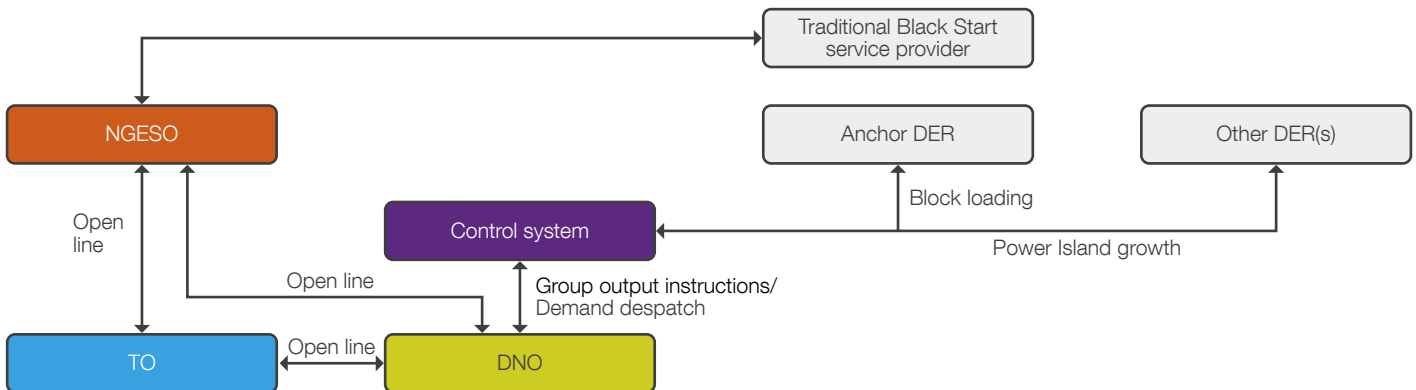 Traditional Black Start
service provider
NGESO
Anchor DER
Other DER(s)
Open
line
Block loading
Control system
Power Island growth
Open line
Group output instructions/
Demand despatch
TO
Open line
DNO